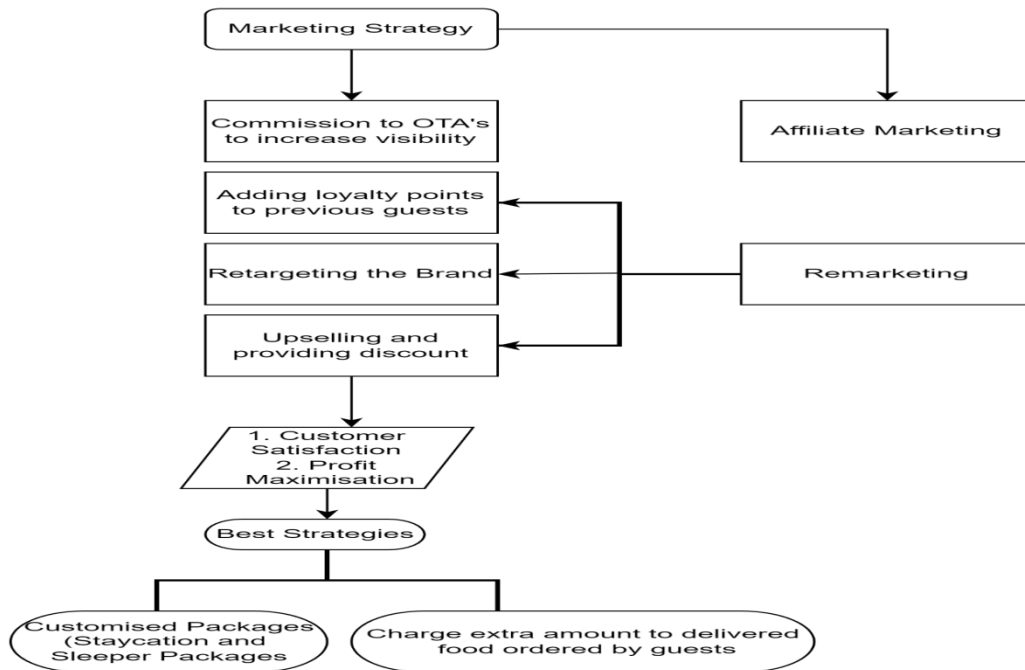 Marketing Strategy
Commission to OTA's
to increase visibility
Affiliate Marketing
Adding loyalty points
to previous guests
Retargeting the Brand
Remarketing
Upselling and
providing discount
1. Customer
Satisfaction
2. Profit
Maximisation
Best Strategies
Customised Packages
(Staycation and
Sleeper Packages
Charge extra amount to delivered
food ordered by guests